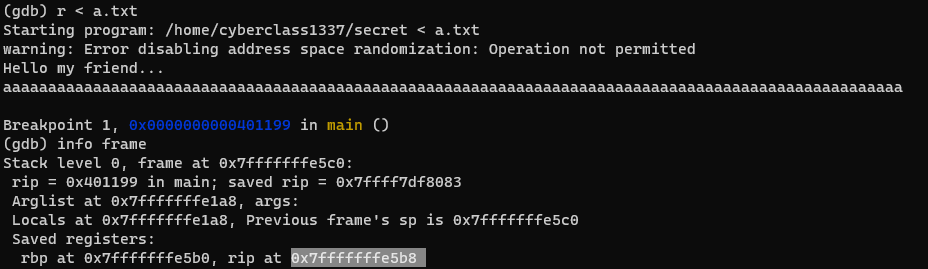 (gdb) r < a.txt
Starting program: /home/cyberclass1337/secret < a.txt
warning: Error disabling address space randomization: Operation not permitted
Hello my friend...
aaaaaaaaaaaaaaaaaaaaaaaaaaaaaaaaaaaaaaaaaaaaaaaaaaaaaaaaaaaaaaaaaaaaaaaaaaaaaaaaaaaaaaaaaaaaaaaaaaaa
Breakpoint 1, 0x0000000000401199 in main ()
(gdb) info frame
Stack level 0, frame at 0x7fffffffe5c0:
 rip = 0x401199 in main; saved rip = 0x7ffff7df8083
 Arglist at 0x7fffffffe1a8, args:
 Locals at 0x7fffffffe1a8, Previous frame's sp is 0x7fffffffe5c0
 Saved registers:
  rbp at 0x7fffffffe5b0, rip at 0x7fffffffe5b8